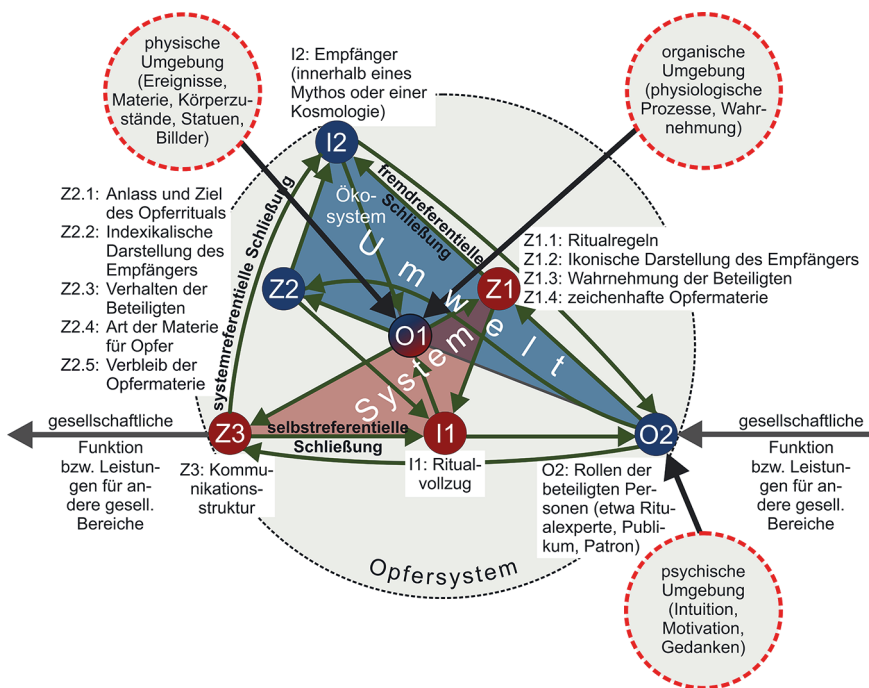 physische
Umgebung
(Ereignisse,
Materie, Körperzu-
stände, Statuen,
Billder)
I2: Empfänger
(innerhalb eines
Mythos oder einer
Kosmologie)
organische
Umgebung
(physiologische
Prozesse, Wahr-
nehmung)
I2
Öko-
system
fremdreferentielle
Schließung
systemreferentielle Schließung
Z2.1: Anlass und Ziel
des Opferrituals
Z2.2: Indexikalische
Darstellung des
Empfängers
Z2.3: Verhalten der
Beteiligten
Z2.4: Art der Materie
für Opfer
Z2.5: Verbleib der
Opfermaterie
Umwelt
Z1.1: Ritualregeln
Z1.2: Ikonische Darstellung des Empfängers
Z1.3: Wahrnehmung der Beteiligten
Z1.4: zeichenhafte Opfermaterie
Z2
Z1
O1
System
gesellschaftliche
Funktion
bzw. Leistun-
gen für an-
dere gesell.
Bereiche
Z3
selbstreferentielle
Schließung
I1
O2
gesellschaftliche
Funktion
bzw. Leistun-
gen für an-
dere gesell.
Bereiche
Z3: Kommu-
nikations-
struktur
I1: Ritual-
vollzug
O2: Rollen der
beteiligten Per-
sonen (etwa Ritu-
alexperte, Publi-
kum, Patron)
Opfersystem
psychische
Umgebung
(Intuition,
Motivation,
Gedanken)